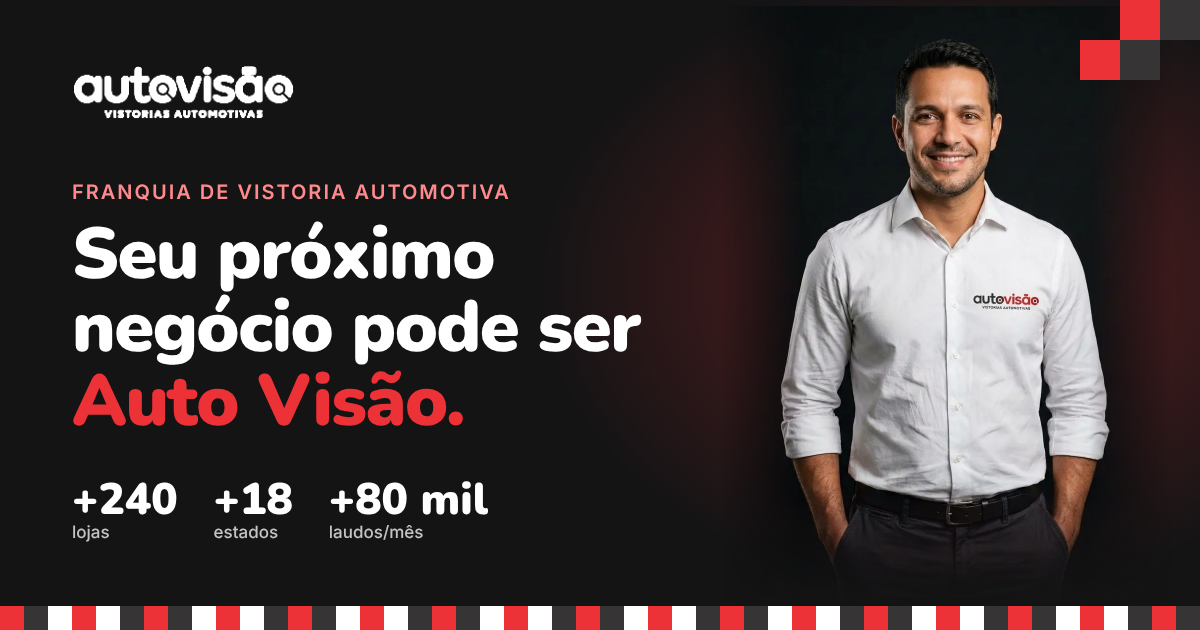 autovisão
VISTORIAS AUTOMOTIVAS
FRANQUIA DE VISTORIA AUTOMOTIVA
Seu próximo
negócio pode ser
Auto Visão.
+240 +18 +80 mil
lojas estados laudos/mês
autovisão
VISTORIAS AUTOMOTIVAS